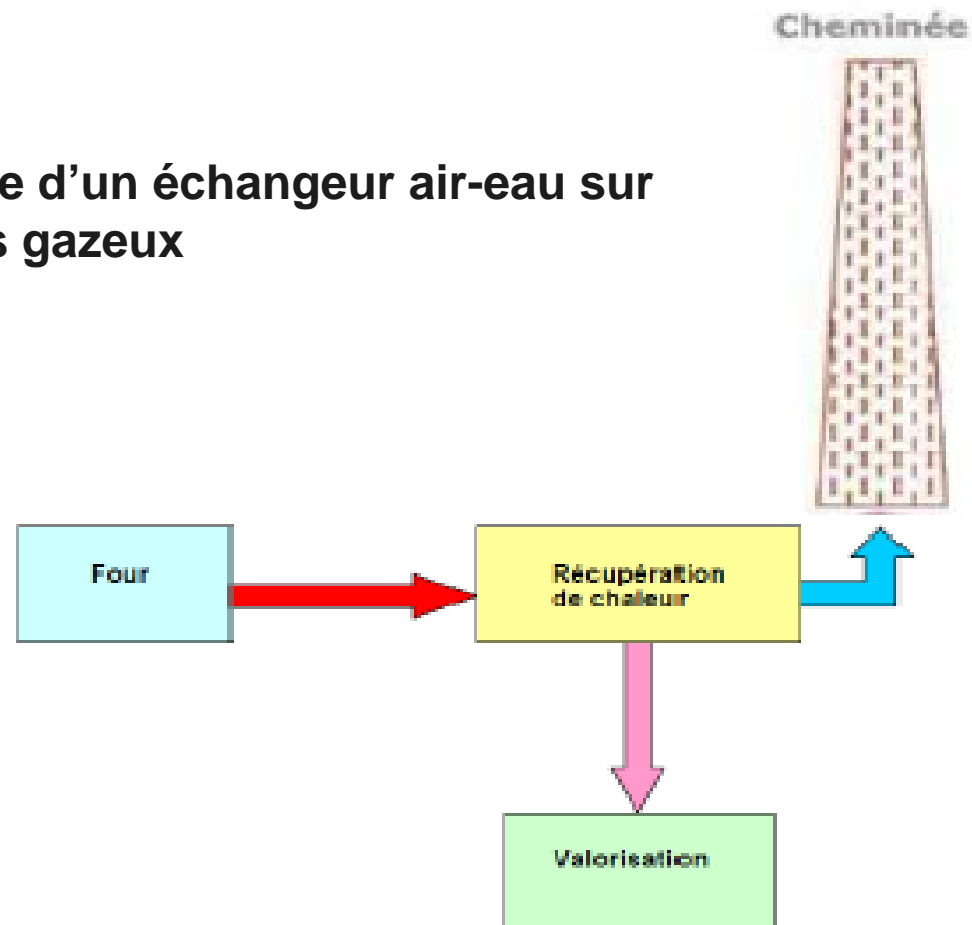 Cheminée
e d’un échangeur air-eau sur
s gazeux
Four
Récupération
de chaleur
Valorisation